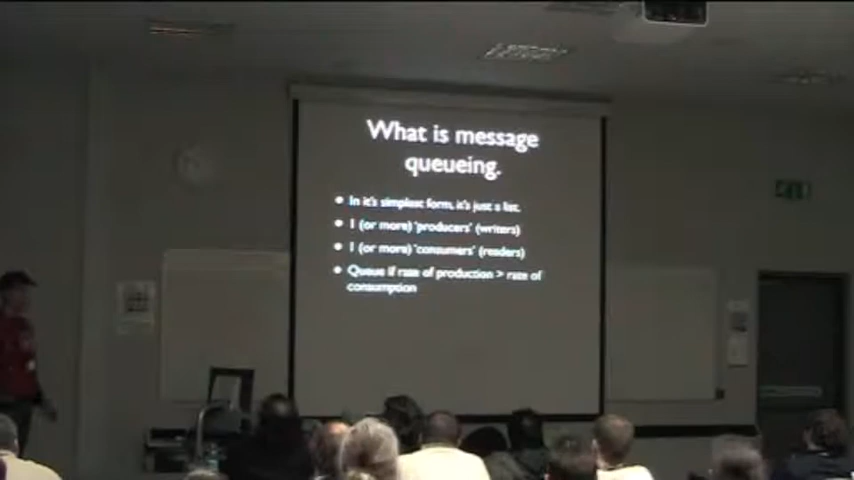 What is message
queueing.
• In it's simplest form, it's just a list.
• 1 (or more) 'producers' (writers)
• 1 (or more) 'consumers' (readers)
• Queue if rate of production > rate of
consumption